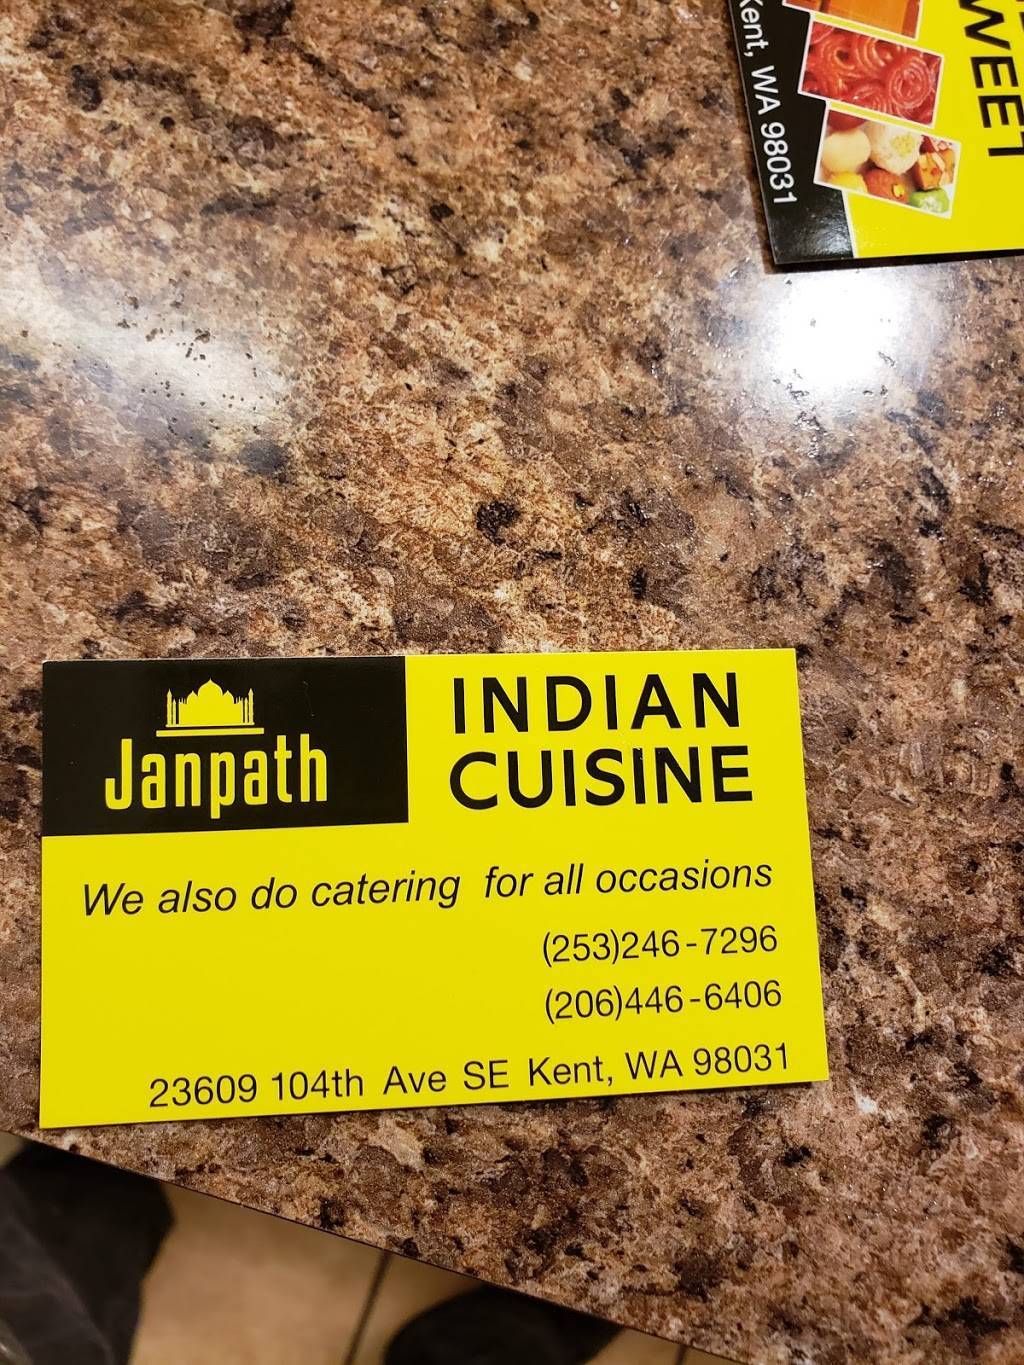 WEET
Kent, WA 98031
Janpath
INDIAN
CUISINE
We also do catering for all occasions
(253)246-7296
(206)446-6406
23609 104th Ave SE Kent, WA 98031